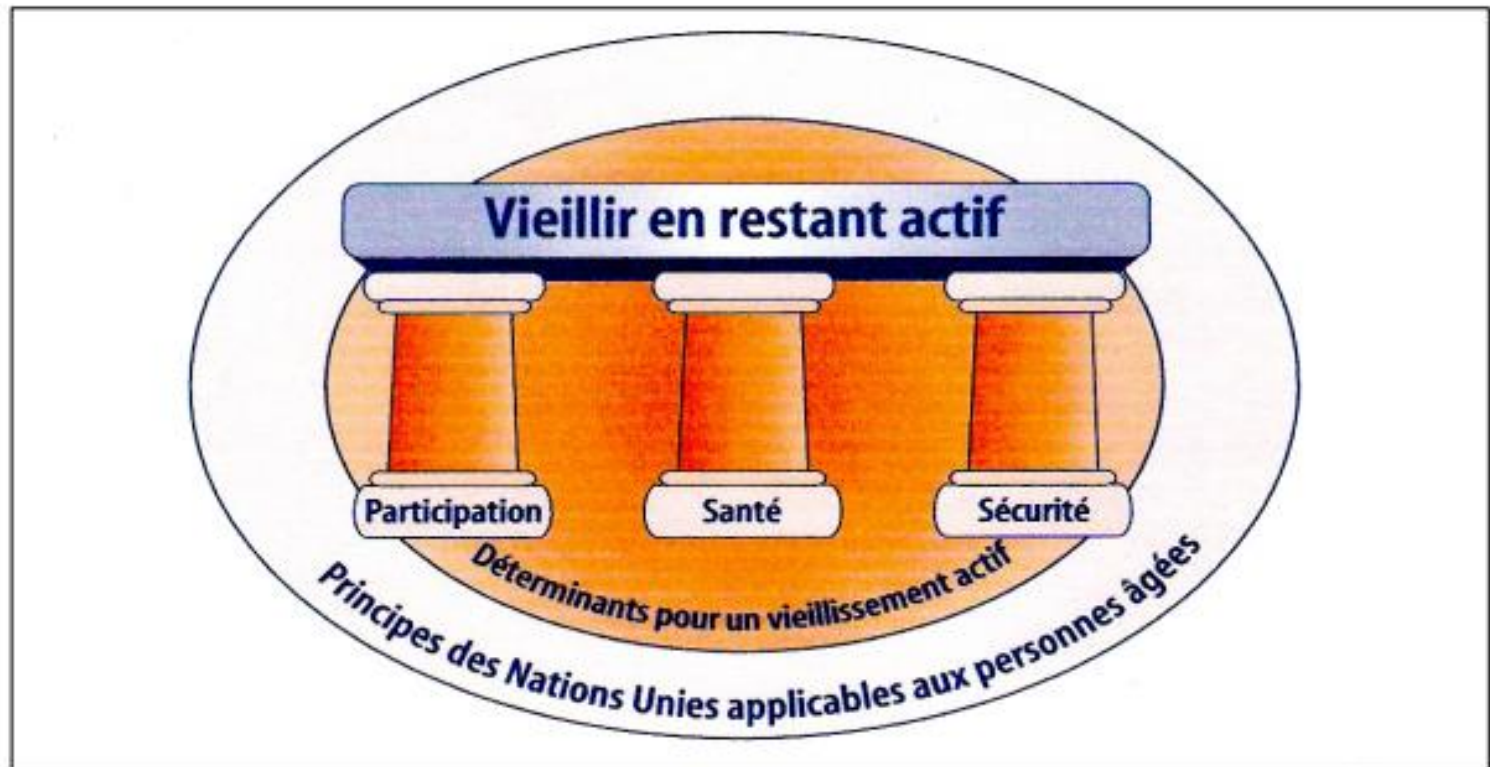 Vieillir en restant actif
Participation
Santé
Sécurité
Déterminants pour un vieillissement actif
Principes des Nations Unies applicables aux personnes âgées